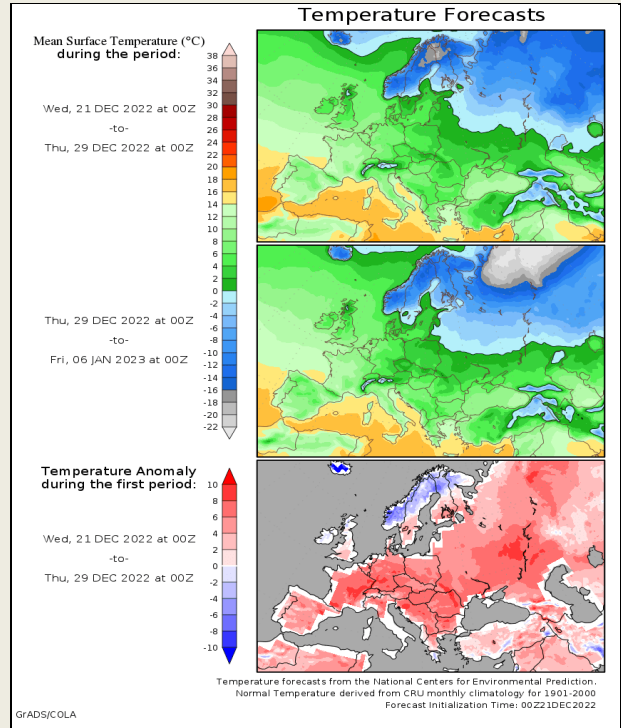 Temperature Forecasts
Mean Surface Temperature (°C)
during the period:
Wed, 21 DEC 2022 at 00Z
-to-
Thu, 29 DEC 2022 at 00Z
38
36
34
32
30
28
26
24
22
20
18
16
14
12
10
8
6
4
2
0
-2
-4
-6
-8
-10
-12
-14
-16
-18
-20
-22
Thu, 29 DEC 2022 at 00Z
-to-
Fri, 06 JAN 2023 at 00Z
Temperature Anomaly
during the first period:
Wed, 21 DEC 2022 at 00Z
-to-
Thu, 29 DEC 2022 at 00Z
10
8
6
4
2
0
-2
-4
-6
-8
-10
Temperature forecasts from the National Centers for Environmental Prediction.
Normal Temperature derived from CRU monthly climatology for 1901-2000
Forecast Initialization Time: 00Z21DEC2022
GrADS/COLA